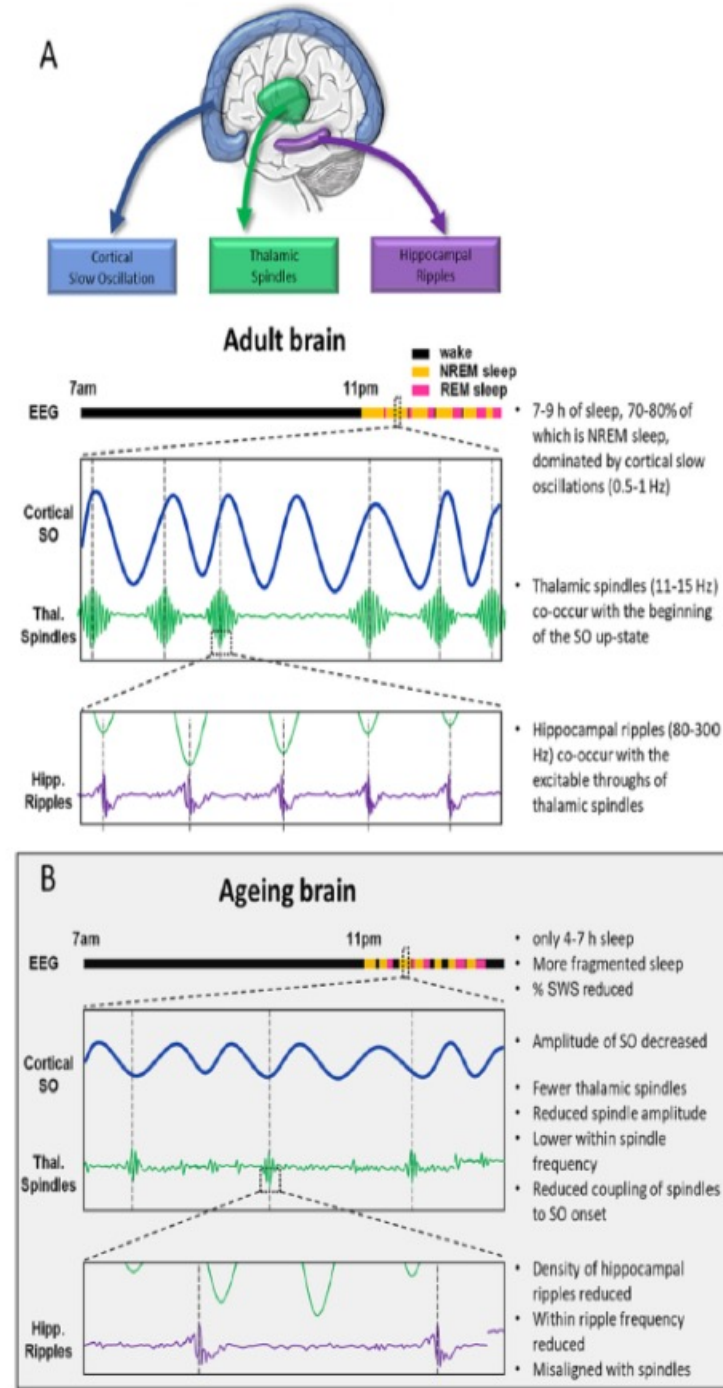 A
Cortical
Slow Oscillation
Thalamic
Spindles
Hippocampal
Ripples
Adult brain
wake
NREM sleep
REM sleep
7am
11pm
EEG
• 7-9 h of sleep, 70-80% of
which is NREM sleep,
dominated by cortical slow
oscillations (0.5-1 Hz)
Cortical
SO
Thal.
Spindles
• Thalamic spindles (11-15 Hz)
co-occur with the beginning
of the SO up-state
Hipp.
Ripples
• Hippocampal ripples (80-300
Hz) co-occur with the
excitable throughs of
thalamic spindles
B
Ageing brain
7am
11pm
EEG
• only 4-7 h sleep
• More fragmented sleep
• % SWS reduced
Cortical
SO
• Amplitude of SO decreased
Thal.
Spindles
• Fewer thalamic spindles
• Reduced spindle amplitude
• Lower within spindle
frequency
• Reduced coupling of spindles
to SO onset
Hipp.
Ripples
• Density of hippocampal
ripples reduced
• Within ripple frequency
reduced
• Misaligned with spindles